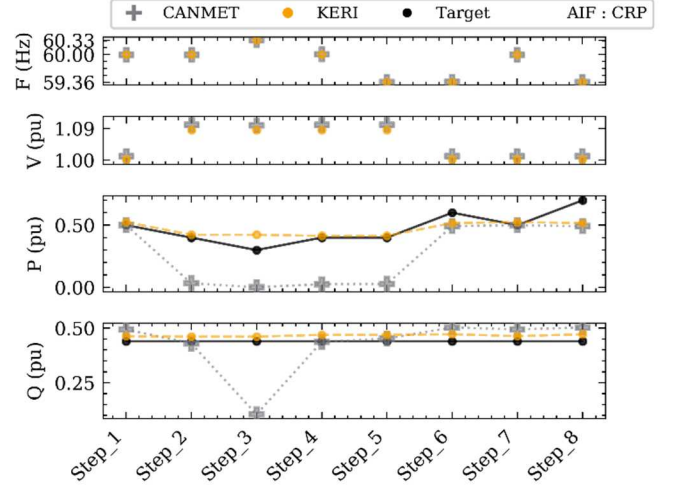 CANMET KERI Target AIF : CRP
F (Hz)
60.33
60.00
59.36
V (pu)
1.09
1.00
P (pu)
0.50
0.00
Q (pu)
0.50
0.25
Step_1 Step_2 Step_3 Step_4 Step_5 Step_6 Step_7 Step_8